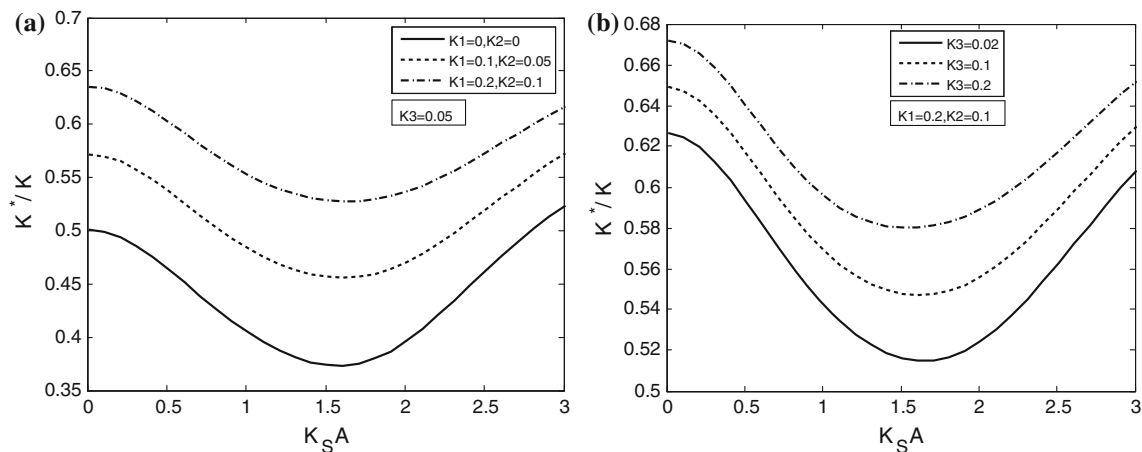 (a)
0.7
0.65
0.6
0.55
0.5
0.45
0.4
0.35
K*/K
0 0.5 1 1.5 2 2.5 3
K_S A
K1=0,K2=0
K1=0.1,K2=0.05
K1=0.2,K2=0.1
K3=0.05
(b)
0.68
0.66
0.64
0.62
0.6
0.58
0.56
0.54
0.52
0.5
K*/K
0 0.5 1 1.5 2 2.5 3
K_S A
K3=0.02
K3=0.1
K3=0.2
K1=0.2,K2=0.1